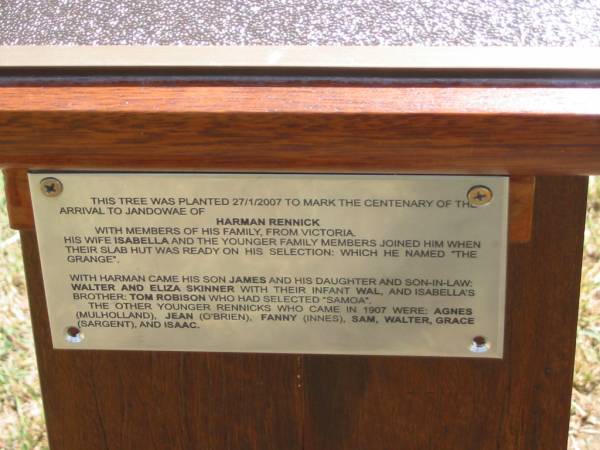 THIS TREE WAS PLANTED 27/1/2007 TO MARK THE CENTENARY OF THE
ARRIVAL TO JANDOWAE OF
HARMAN RENNICK
WITH MEMBERS OF HIS FAMILY, FROM VICTORIA.
HIS WIFE ISABELLA AND THE YOUNGER FAMILY MEMBERS JOINED HIM WHEN
THEIR SLAB HUT WAS READY ON HIS SELECTION: WHICH HE NAMED "THE
GRANGE".
WITH HARMAN CAME HIS SON JAMES AND HIS DAUGHTER AND SON-IN-LAW:
WALTER AND ELIZA SKINNER WITH THEIR INFANT WAL, AND ISABELLA'S
BROTHER: TOM ROBISON WHO HAD SELECTED "SAMOA".
THE OTHER YOUNGER RENNICKS WHO CAME IN 1907 WERE: AGNES
(MULHOLLAND), JEAN (O'BRIEN), FANNY (INNES), SAM, WALTER, GRACE
(SARGENT), AND ISAAC.